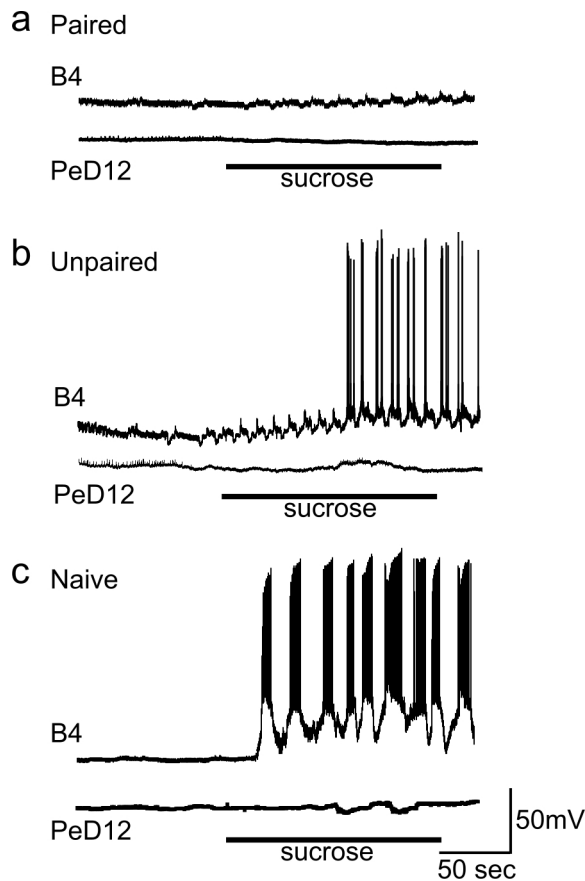 a Paired
B4
PeD12
sucrose
b Unpaired
B4
PeD12
sucrose
c Naive
B4
PeD12
sucrose
50mV
50 sec